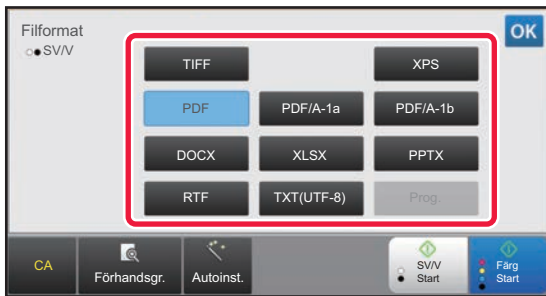 Filformat
SV/V
OK
TIFF
XPS
PDF
PDF/A-1a
PDF/A-1b
DOCX
XLSX
PPTX
RTF
TXT(UTF-8)
Prog.
CA
Förhandsgr.
Autoinst.
SV/V
Start
Färg
Start